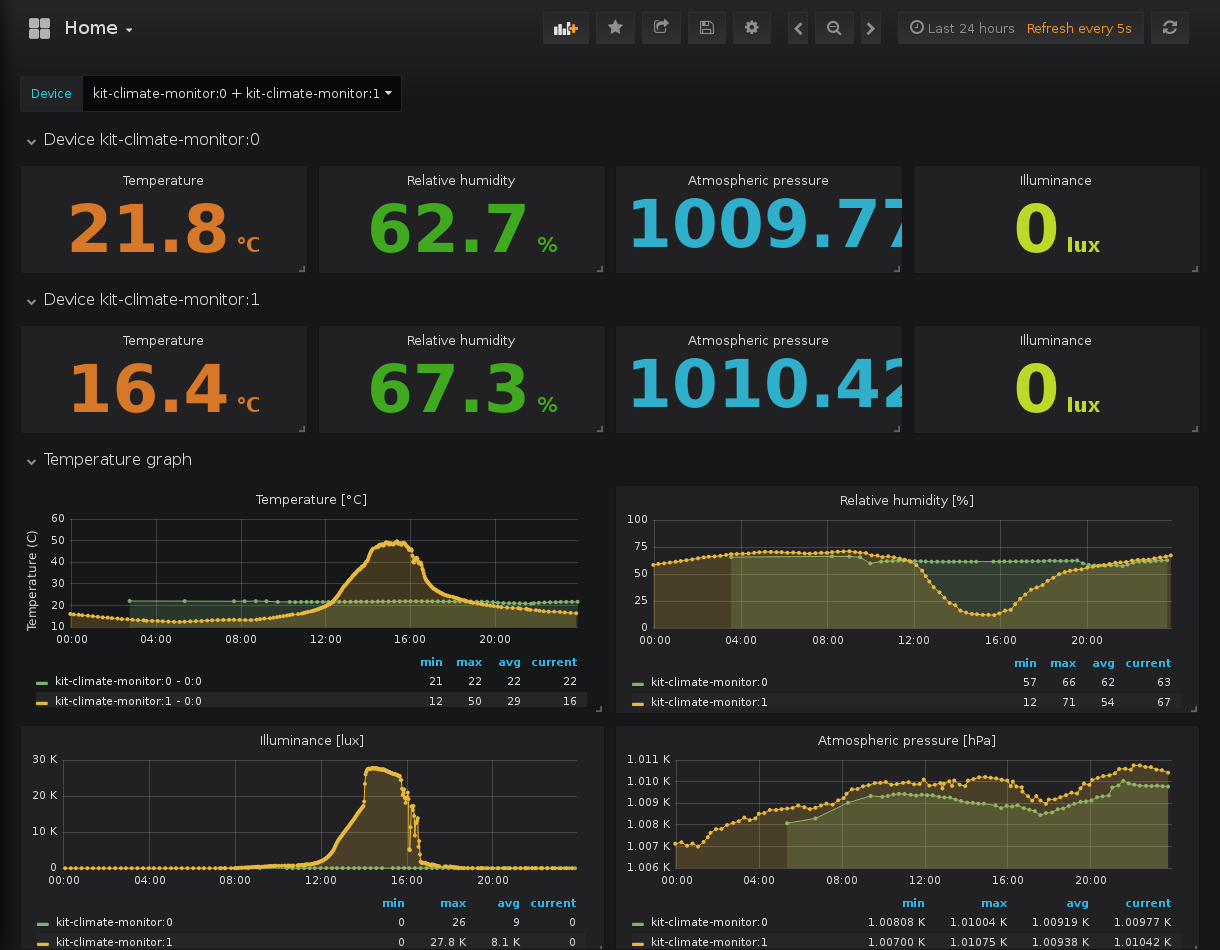 Home
Last 24 hours Refresh every 5s
Device kit-climate-monitor:0 + kit-climate-monitor:1
Device kit-climate-monitor:0
Temperature Relative humidity Atmospheric pressure Illuminance
21.8 °C 62.7 % 1009.77 0 lux
Device kit-climate-monitor:1
Temperature Relative humidity Atmospheric pressure Illuminance
16.4 °C 67.3 % 1010.42 0 lux
Temperature graph
Temperature [°C]
Temperature (C)
60
50
40
30
20
10
00:00 04:00 08:00 12:00 16:00 20:00
min max avg current
kit-climate-monitor:0 - 0:0 21 22 22 22
kit-climate-monitor:1 - 0:0 12 50 29 16
Relative humidity [%]
100
75
50
25
0
00:00 04:00 08:00 12:00 16:00 20:00
min max avg current
kit-climate-monitor:0 57 66 62 63
kit-climate-monitor:1 12 71 54 67
Illuminance [lux]
30 K
20 K
10 K
0
00:00 04:00 08:00 12:00 16:00 20:00
min max avg current
kit-climate-monitor:0 0 26 9 0
kit-climate-monitor:1 0 27.8 K 8.1 K 0
Atmospheric pressure [hPa]
1.011 K
1.010 K
1.009 K
1.008 K
1.007 K
1.006 K
00:00 04:00 08:00 12:00 16:00 20:00
min max avg current
kit-climate-monitor:0 1.00808 K 1.01004 K 1.00919 K 1.00977 K
kit-climate-monitor:1 1.00700 K 1.01075 K 1.00938 K 1.01042 K